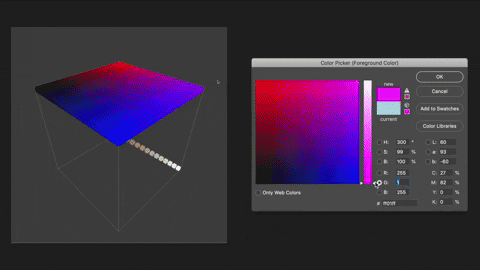 Color Picker (Foreground Color)
new
current
OK
Cancel
Add to Swatches
Color Libraries
H: 300 °
L: 60
S: 99 %
a: 93
B: 100 %
b: -60
R: 255
C: 27 %
G: 1
M: 82 %
B: 255
Y: 0 %
# ff01ff
K: 0 %
Only Web Colors